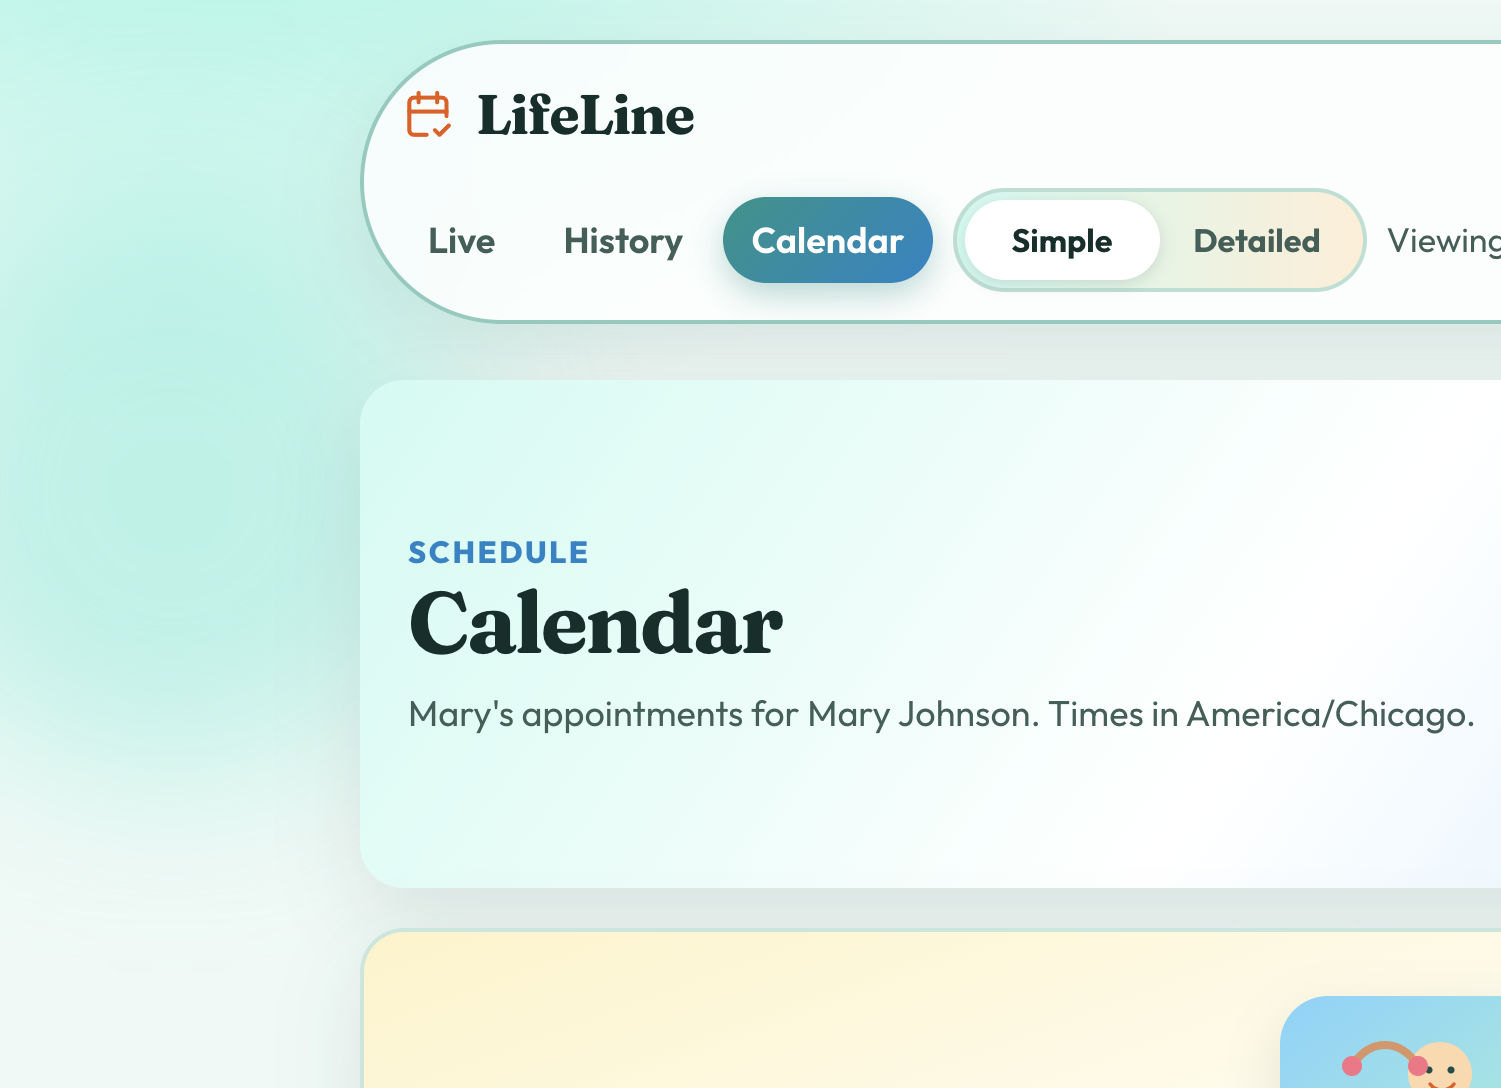 LifeLine
Live History Calendar Simple Detailed Viewing
SCHEDULE
Calendar
Mary's appointments for Mary Johnson. Times in America/Chicago.